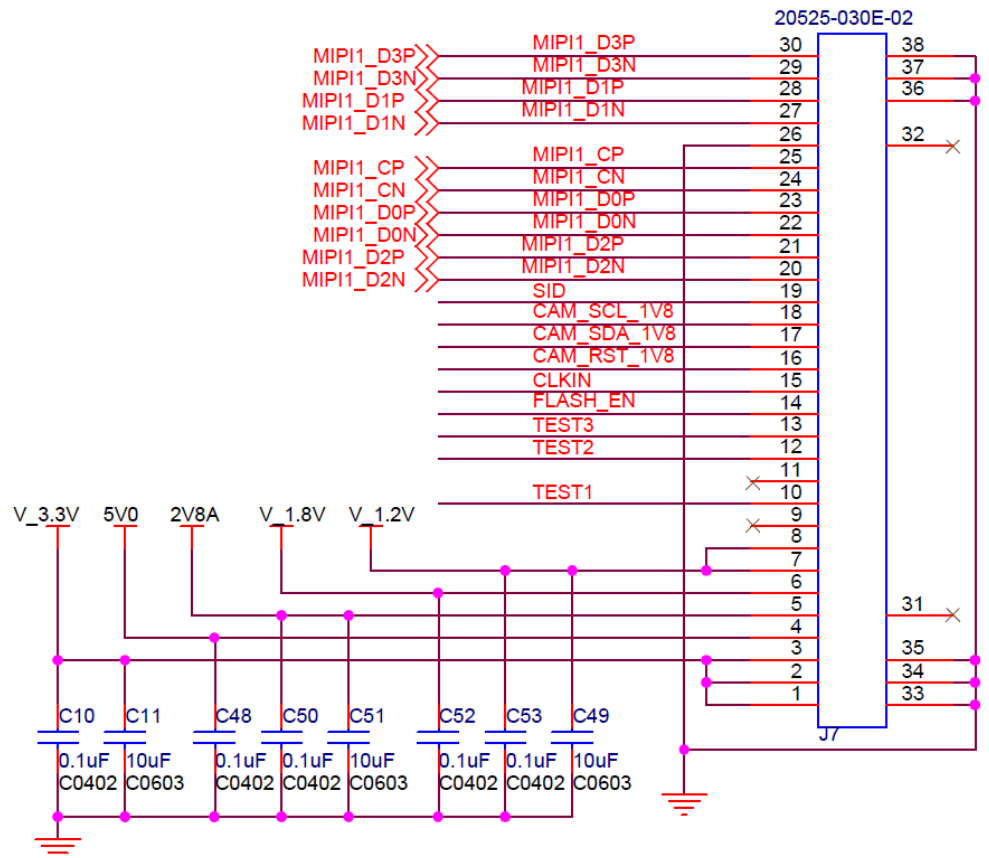 20525-030E-02
MIPI1_D3P MIPI1_D3P 30 38
MIPI1_D3N MIPI1_D3N 29 37
MIPI1_D1P MIPI1_D1P 28 36
MIPI1_D1N MIPI1_D1N 27
26 32
MIPI1_CP MIPI1_CP 25
MIPI1_CN MIPI1_CN 24
MIPI1_D0P MIPI1_D0P 23
MIPI1_D0N MIPI1_D0N 22
MIPI1_D2P MIPI1_D2P 21
MIPI1_D2N MIPI1_D2N 20
SID 19
CAM_SCL_1V8 18
CAM_SDA_1V8 17
CAM_RST_1V8 16
CLKIN 15
FLASH_EN 14
TEST3 13
TEST2 12
11
TEST1 10
V_3.3V 5V0 2V8A V_1.8V V_1.2V 9
8
7
6
5 31
4
3 35
2 34
1 33
C10 C11 C48 C50 C51 C52 C53 C49
J7
0.1uF 10uF 0.1uF 0.1uF 10uF 0.1uF 0.1uF 10uF
C0402 C0603 C0402 C0402 C0603 C0402 C0402 C0603